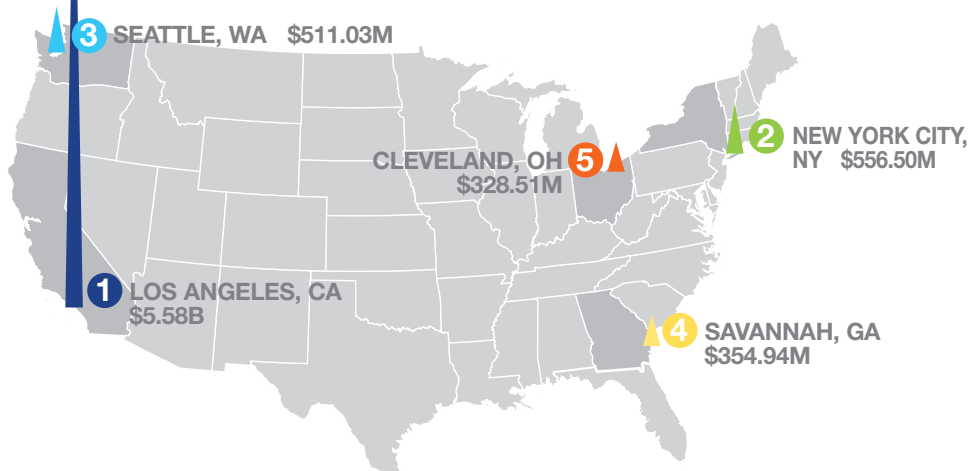 3 SEATTLE, WA $511.03M
2 NEW YORK CITY,
NY $556.50M
CLEVELAND, OH 5
$328.51M
1 LOS ANGELES, CA
$5.58B
4 SAVANNAH, GA
$354.94M